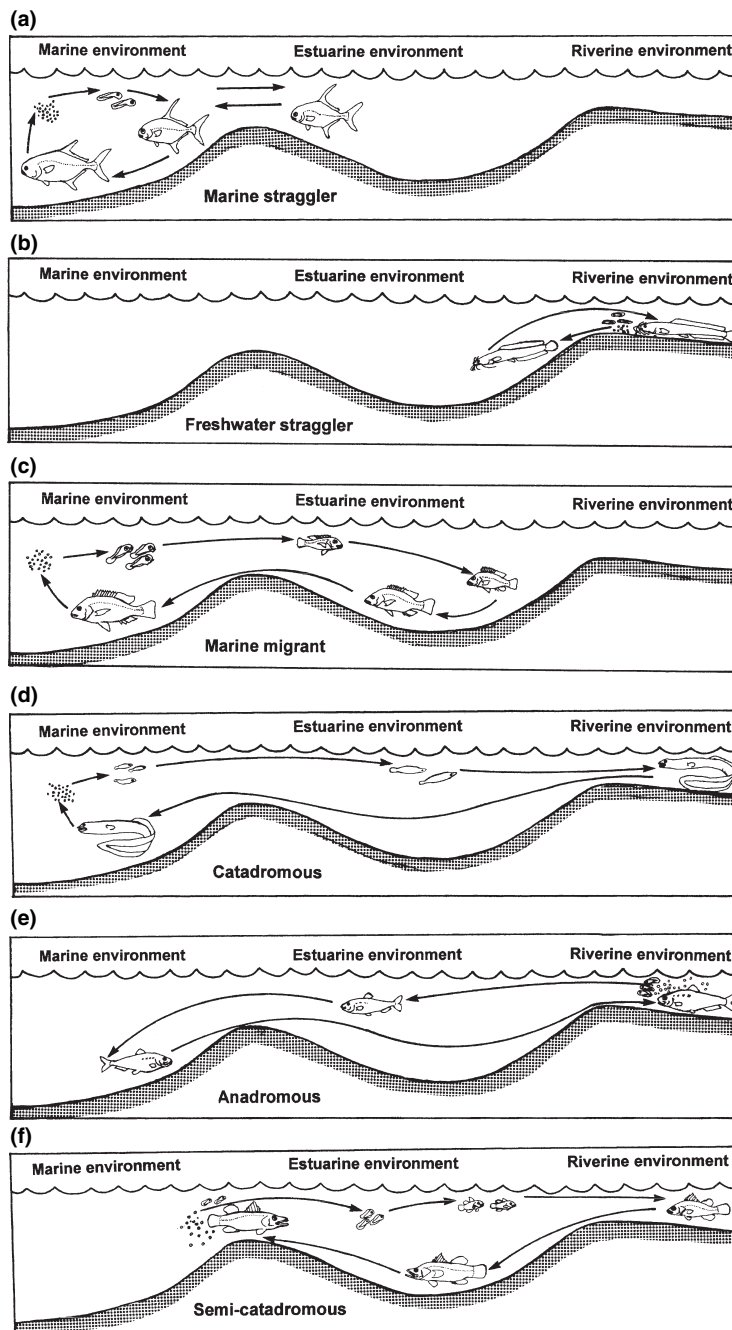 (a)
Marine environment Estuarine environment Riverine environment
Marine straggler
(b)
Marine environment Estuarine environment Riverine environment
Freshwater straggler
(c)
Marine environment Estuarine environment Riverine environment
Marine migrant
(d)
Marine environment Estuarine environment Riverine environment
Catadromous
(e)
Marine environment Estuarine environment Riverine environment
Anadromous
(f)
Marine environment Estuarine environment Riverine environment
Semi-catadromous